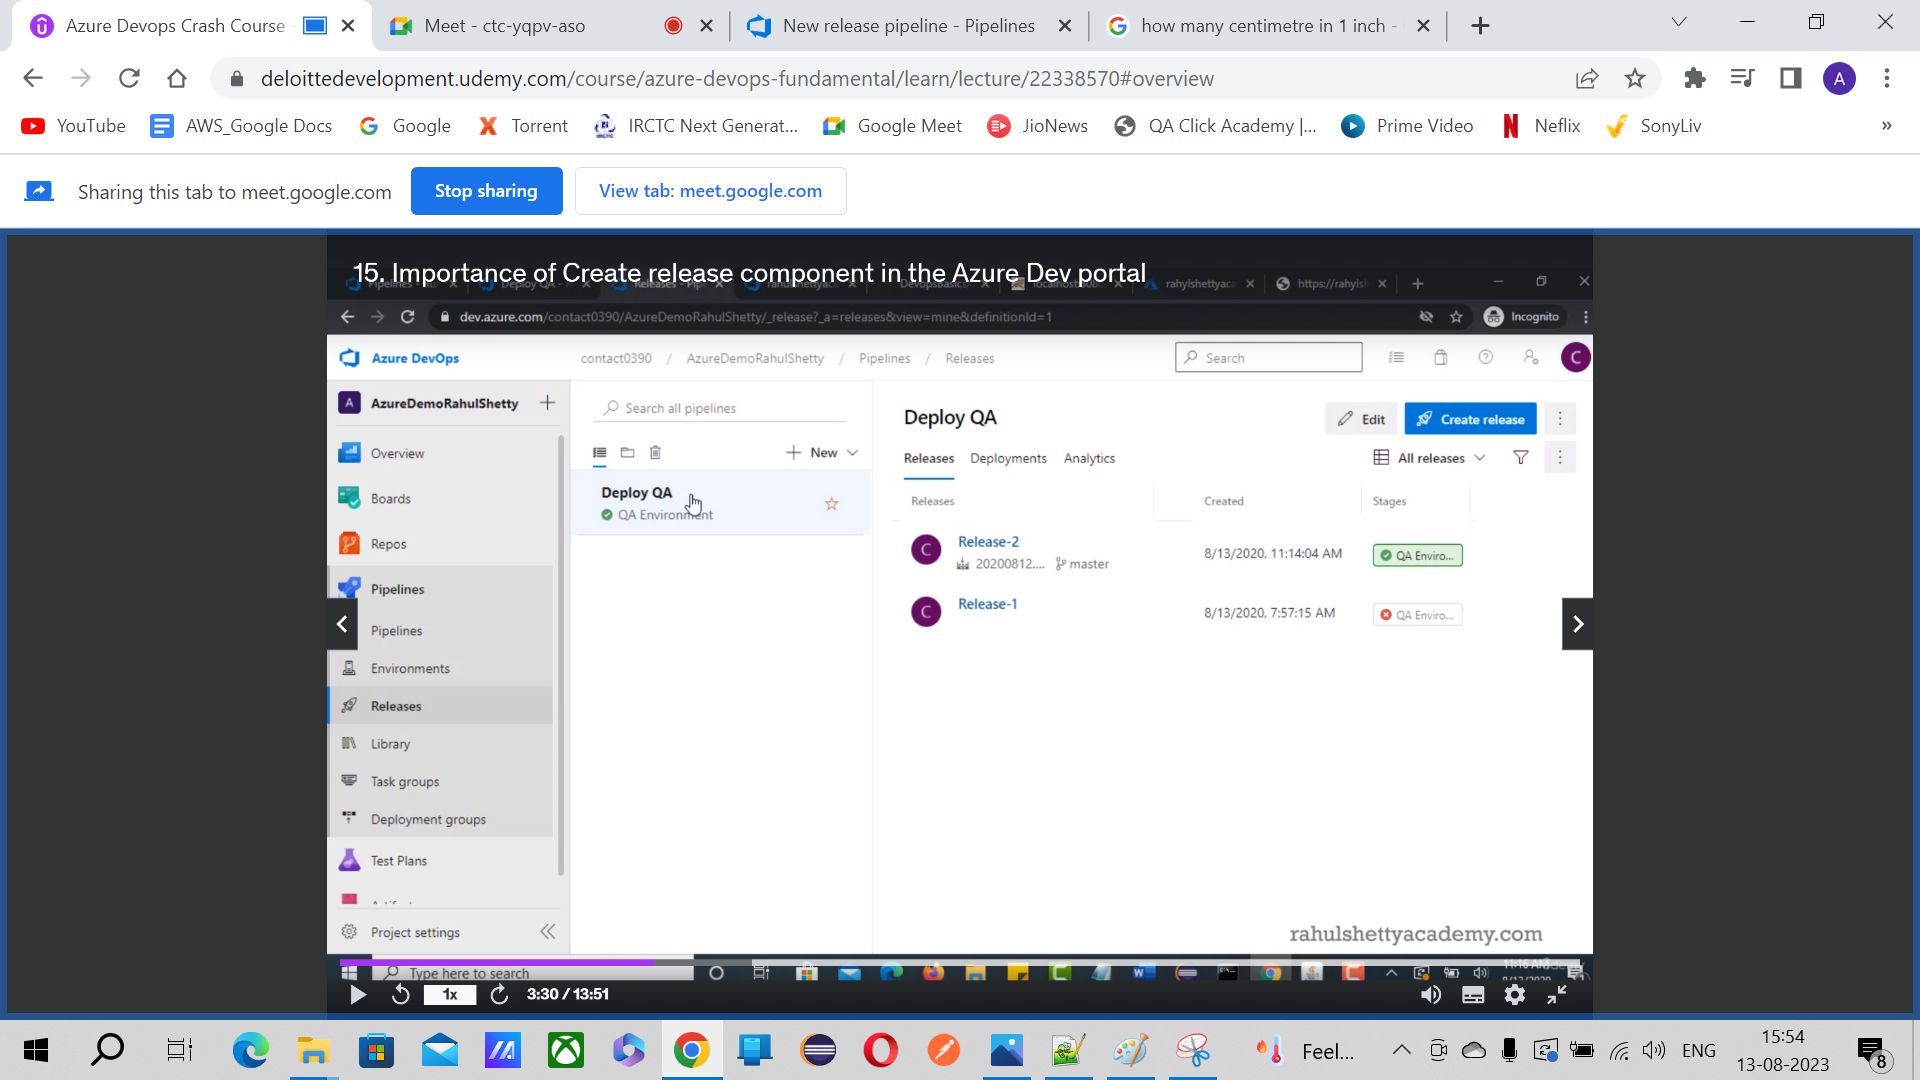 Azure Devops Crash Course
Meet - ctc-yqpv-aso
New release pipeline - Pipelines
how many centimetre in 1 inch -
deloittedevelopment.udemy.com/course/azure-devops-fundamental/learn/lecture/22338570#overview
A
YouTube
AWS_Google Docs
Google
Torrent
IRCTC Next Generat...
Google Meet
JioNews
QA Click Academy |...
Prime Video
Neflix
SonyLiv
»
Sharing this tab to meet.google.com
Stop sharing
View tab: meet.google.com
15. Importance of Create release component in the Azure Dev portal
rahylshettyac
https://rahylsh
dev.azure.com/contact0390/AzureDemoRahulShetty/_release?_a=releases&view=mine&definitionId=1
Incognito
Azure DevOps
contact0390 / AzureDemoRahulShetty / Pipelines / Releases
Search
C
A AzureDemoRahulShetty
Overview
Boards
Repos
Pipelines
Pipelines
Environments
Releases
Library
Task groups
Deployment groups
Test Plans
Project settings
Search all pipelines
New
Deploy QA
QA Environment
Deploy QA
Edit
Create release
Releases Deployments Analytics
All releases
Releases Created Stages
C Release-2 8/13/2020, 11:14:04 AM QA Enviro...
20200812.... master
C Release-1 8/13/2020, 7:57:15 AM QA Enviro...
rahulshettyacademy.com
Type here to search
11:16 AM
1x
3:30 / 13:51
Feel...
ENG
15:54
13-08-2023
8